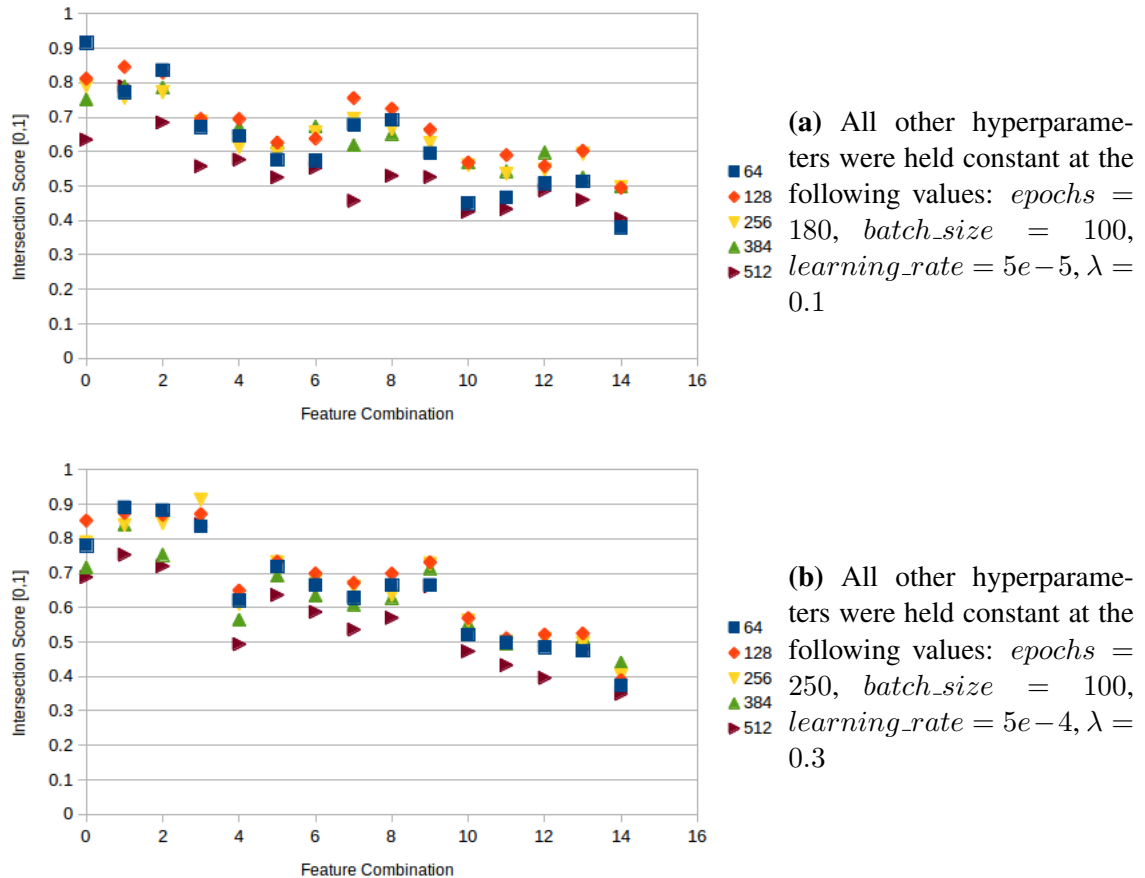 1
0.9
0.8
0.7
0.6
0.5
0.4
0.3
0.2
0.1
0
Intersection Score [0,1]
0 2 4 6 8 10 12 14 16
Feature Combination
64
128
256
384
512
(a) All other hyperparame-
ters were held constant at the
following values: epochs =
180, batch_size = 100,
learning_rate = 5e−5, λ =
0.1
1
0.9
0.8
0.7
0.6
0.5
0.4
0.3
0.2
0.1
0
Intersection Score [0,1]
0 2 4 6 8 10 12 14 16
Feature Combination
64
128
256
384
512
(b) All other hyperparame-
ters were held constant at the
following values: epochs =
250, batch_size = 100,
learning_rate = 5e−4, λ =
0.3